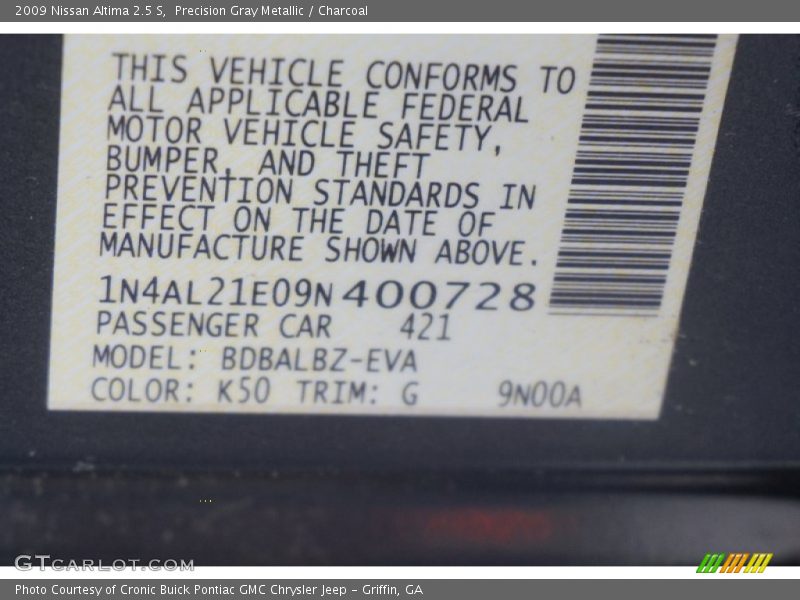 2009 Nissan Altima 2.5 S, Precision Gray Metallic / Charcoal
THIS VEHICLE CONFORMS TO
ALL APPLICABLE FEDERAL
MOTOR VEHICLE SAFETY,
BUMPER, AND THEFT
PREVENTION STANDARDS IN
EFFECT ON THE DATE OF
MANUFACTURE SHOWN ABOVE.
1N4AL21E09N400728
PASSENGER CAR 421
MODEL: BDBALBZ-EVA
COLOR: K50 TRIM: G 9N00A
GTCARLOT.COM
Photo Courtesy of Cronic Buick Pontiac GMC Chrysler Jeep - Griffin, GA